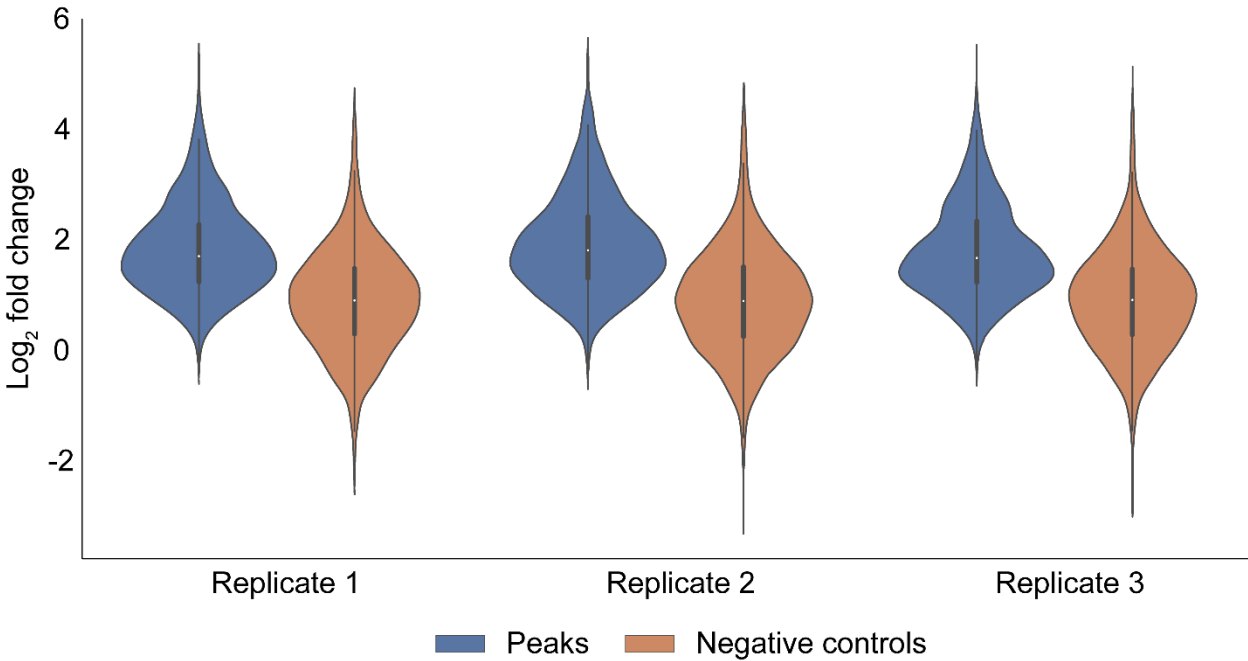 6
4
2
0
-2
Log₂ fold change
Replicate 1 Replicate 2 Replicate 3
Peaks Negative controls